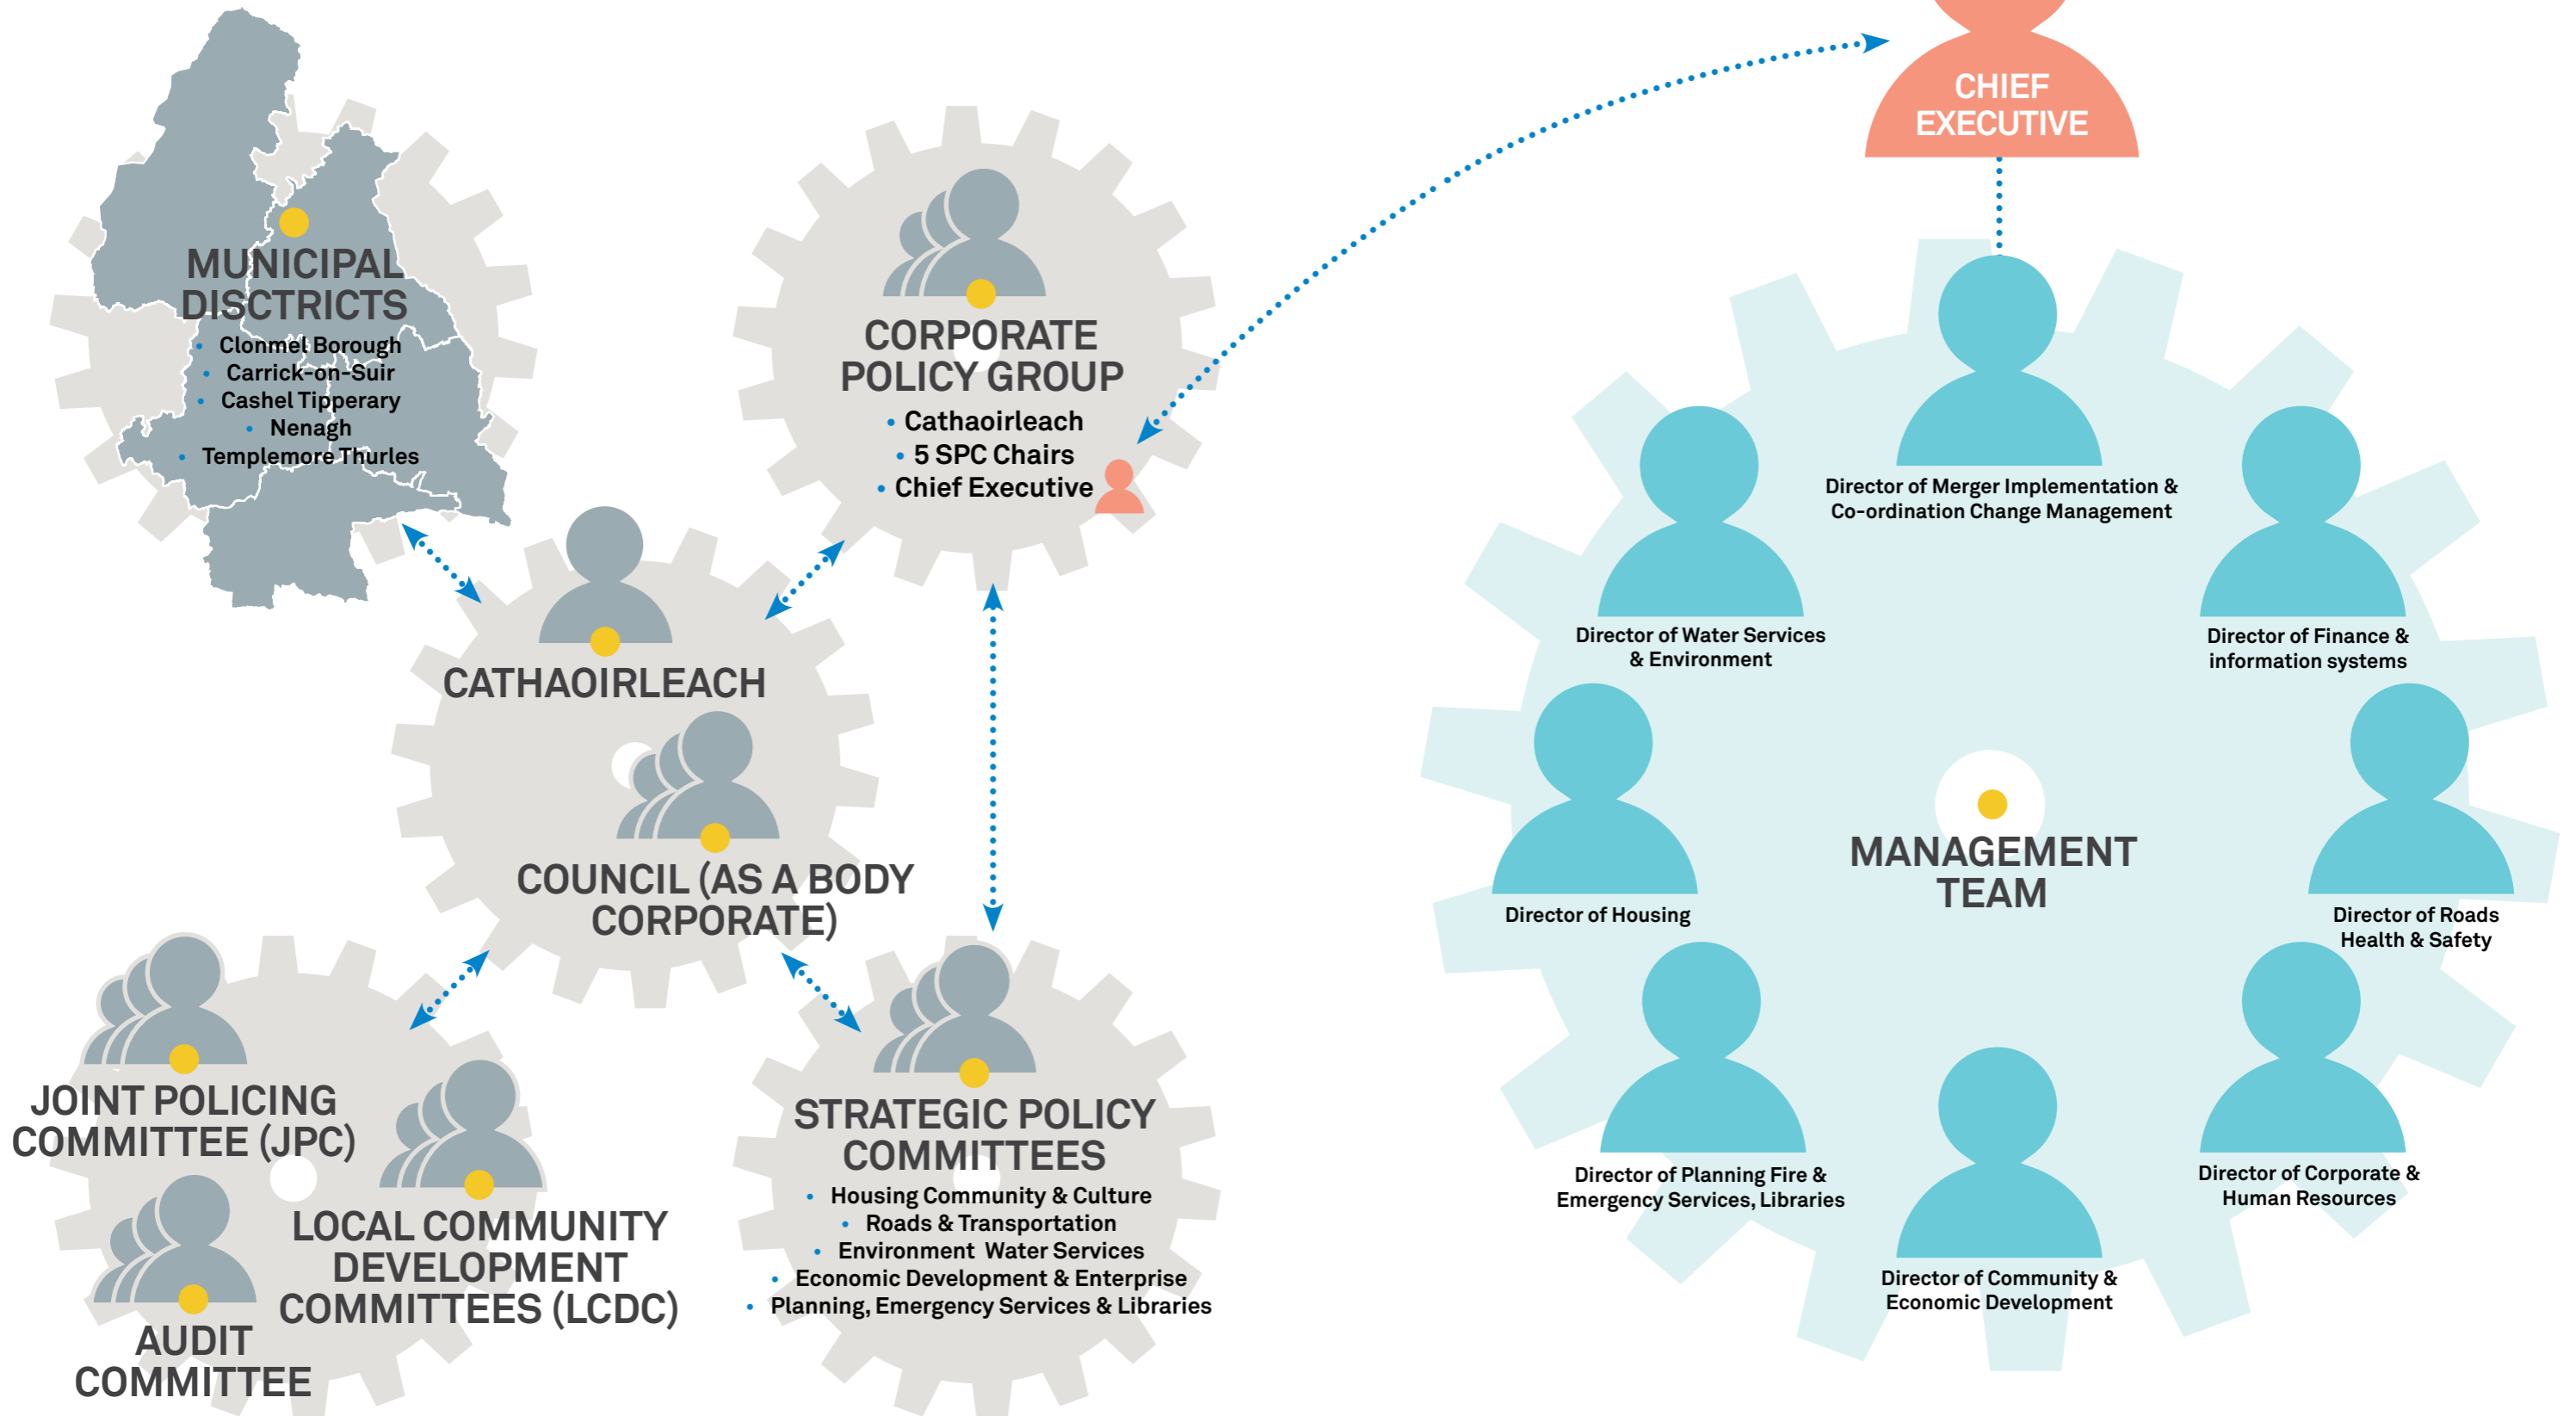 MUNICIPAL
DISCTRICTS
• Clonmel Borough
• Carrick-on-Suir
• Cashel Tipperary
• Nenagh
• Templemore Thurles
CORPORATE
POLICY GROUP
• Cathaoirleach
• 5 SPC Chairs
• Chief Executive
CATHAOIRLEACH
COUNCIL (AS A BODY
CORPORATE)
JOINT POLICING
COMMITTEE (JPC)
LOCAL COMMUNITY
DEVELOPMENT
COMMITTEES (LCDC)
AUDIT
COMMITTEE
STRATEGIC POLICY
COMMITTEES
• Housing Community & Culture
• Roads & Transportation
• Environment Water Services
• Economic Development & Enterprise
• Planning, Emergency Services & Libraries
CHIEF
EXECUTIVE
Director of Merger Implementation &
Co-ordination Change Management
Director of Water Services
& Environment
Director of Finance &
information systems
Director of Housing
MANAGEMENT
TEAM
Director of Roads
Health & Safety
Director of Planning Fire &
Emergency Services, Libraries
Director of Corporate &
Human Resources
Director of Community &
Economic Development